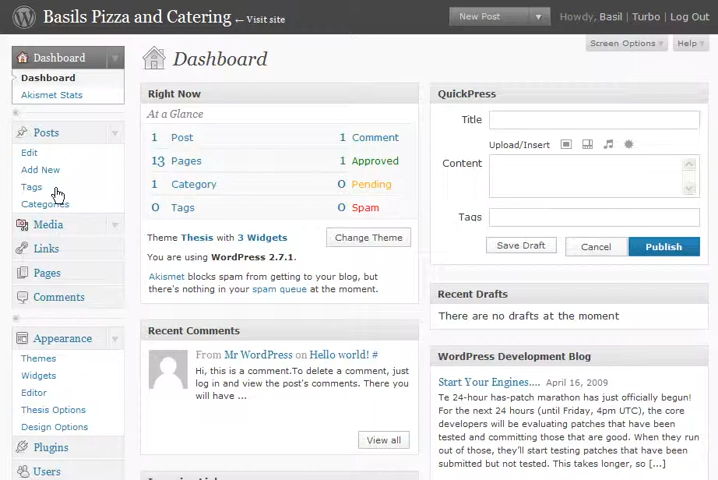 Basils Pizza and Catering ← Visit site
New Post
Howdy, Basil | Turbo | Log Out
Screen Options
Help
Dashboard
Dashboard
Akismet Stats
Posts
Edit
Add New
Tags
Categories
Media
Links
Pages
Comments
Appearance
Themes
Widgets
Editor
Thesis Options
Design Options
Plugins
Users
Dashboard
Right Now
At a Glance
1 Post 1 Comment
13 Pages 1 Approved
1 Category 0 Pending
0 Tags 0 Spam
Theme Thesis with 3 Widgets
Change Theme
You are using WordPress 2.7.1.
Akismet blocks spam from getting to your blog, but
there's nothing in your spam queue at the moment.
Recent Comments
From Mr WordPress on Hello world! #
Hi, this is a comment.To delete a comment, just
log in and view the post's comments. There you
will have ...
View all
QuickPress
Title
Upload/Insert
Content
Tags
Save Draft
Cancel
Publish
Recent Drafts
There are no drafts at the moment
WordPress Development Blog
Start Your Engines.... April 16, 2009
Te 24-hour has-patch marathon has just officially begun!
For the next 24 hours (until Friday, 4pm UTC), the core
developers will be evaluating patches that have been
tested and committing those that are good. When they run
out of those, they'll start testing patches that have been
submitted but not tested. This takes longer, so [...]